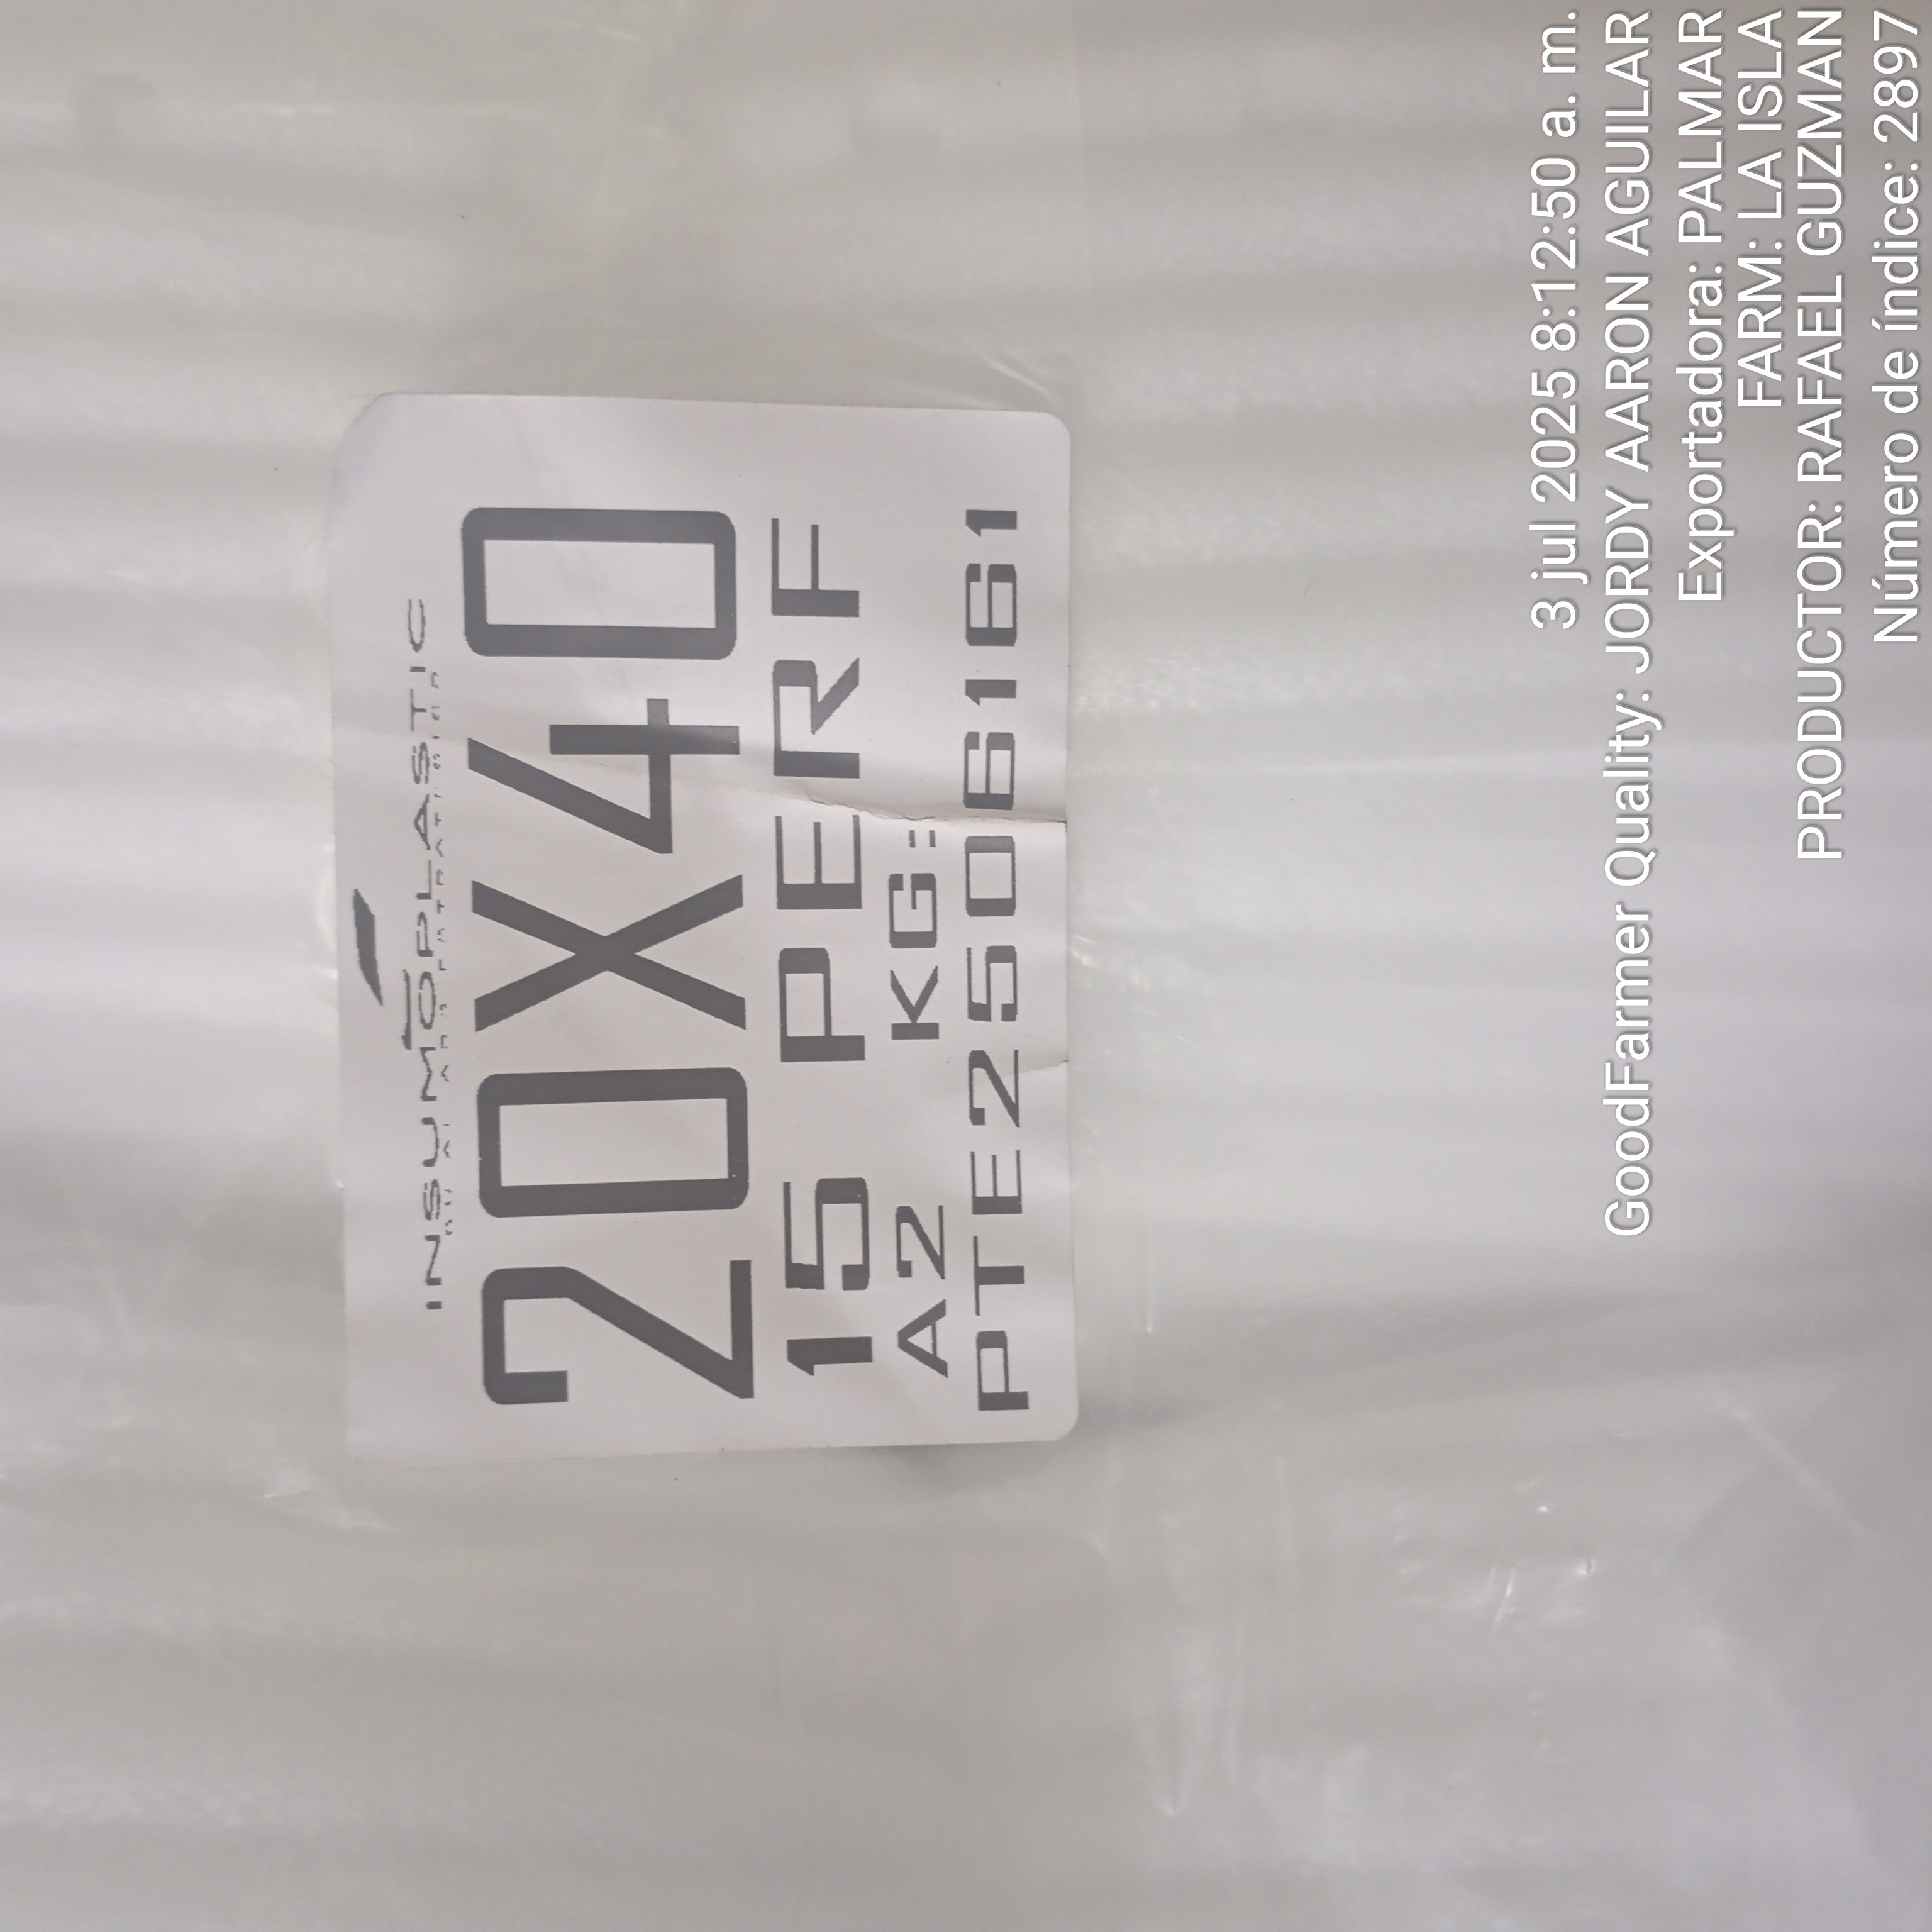 INSUMOPLASTIC
20X40
15 PERF
A2 KG:
PTE2506161
3 jul 2025 8:12:50 a. m.
GoodFarmer Quality: JORDY AARON AGUILAR
Exportadora: PALMAR
FARM: LA ISLA
PRODUCTOR: RAFAEL GUZMAN
Número de índice: 2897